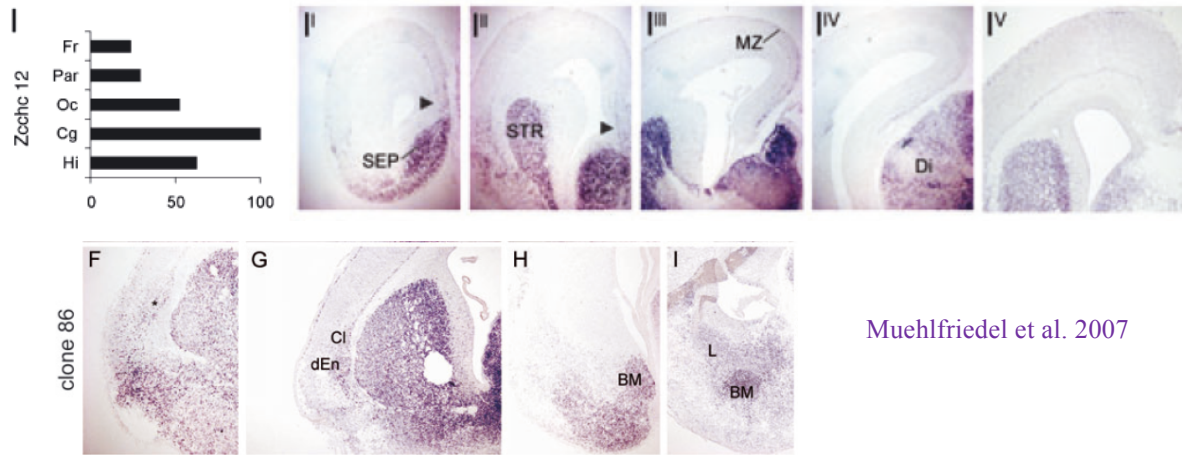 I
Zcchc 12
Fr
Par
Oc
Cg
Hi
0 50 100
I I
SEP
I II
STR
I III
MZ
I IV
Di
I V
clone 86
F
*
G
Cl
dEn
H
BM
I
L
BM
Muehlfriedel et al. 2007